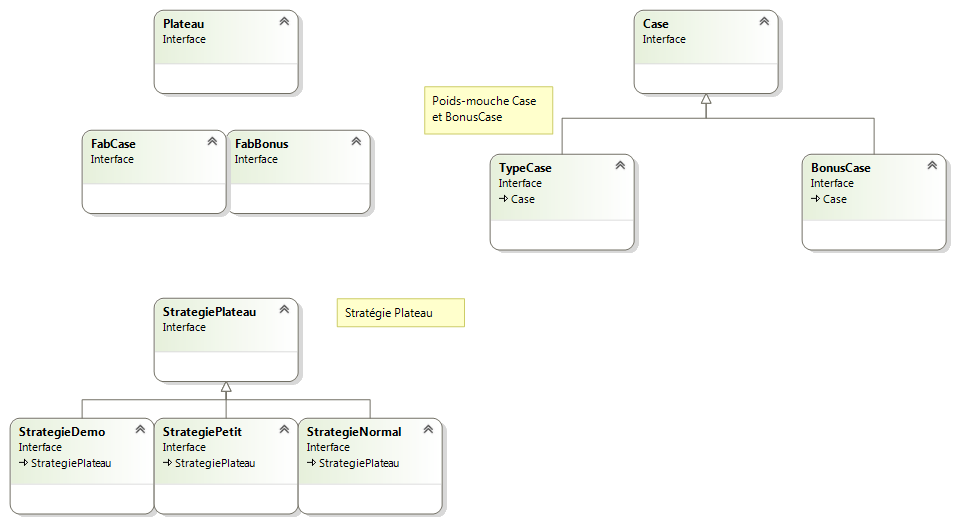 Plateau
Interface
Case
Interface
Poids-mouche Case
et BonusCase
FabCase
Interface
FabBonus
Interface
TypeCase
Interface
Case
BonusCase
Interface
Case
StrategiePlateau
Interface
Stratégie Plateau
StrategieDemo
Interface
StrategiePlateau
StrategiePetit
Interface
StrategiePlateau
StrategieNormal
Interface
StrategiePlateau